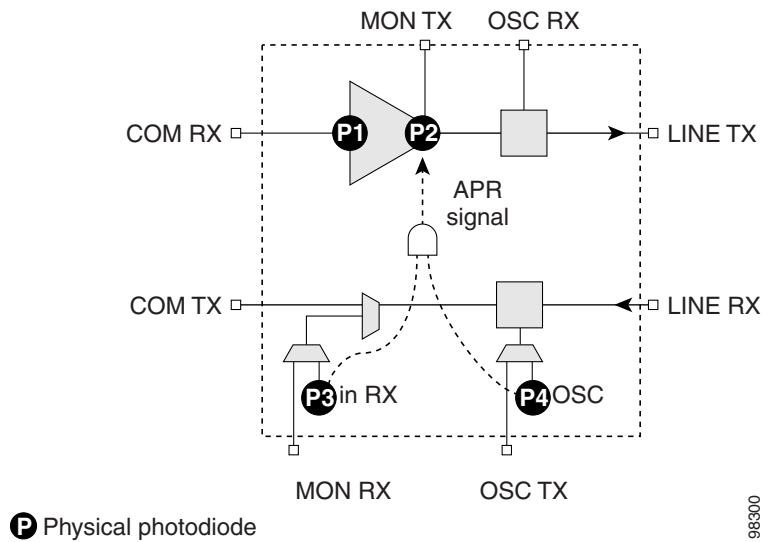 MON TX OSC RX
COM RX
P1
P2
LINE TX
APR
signal
COM TX
LINE RX
P3 in RX
P4 OSC
MON RX
OSC TX
P Physical photodiode
98300